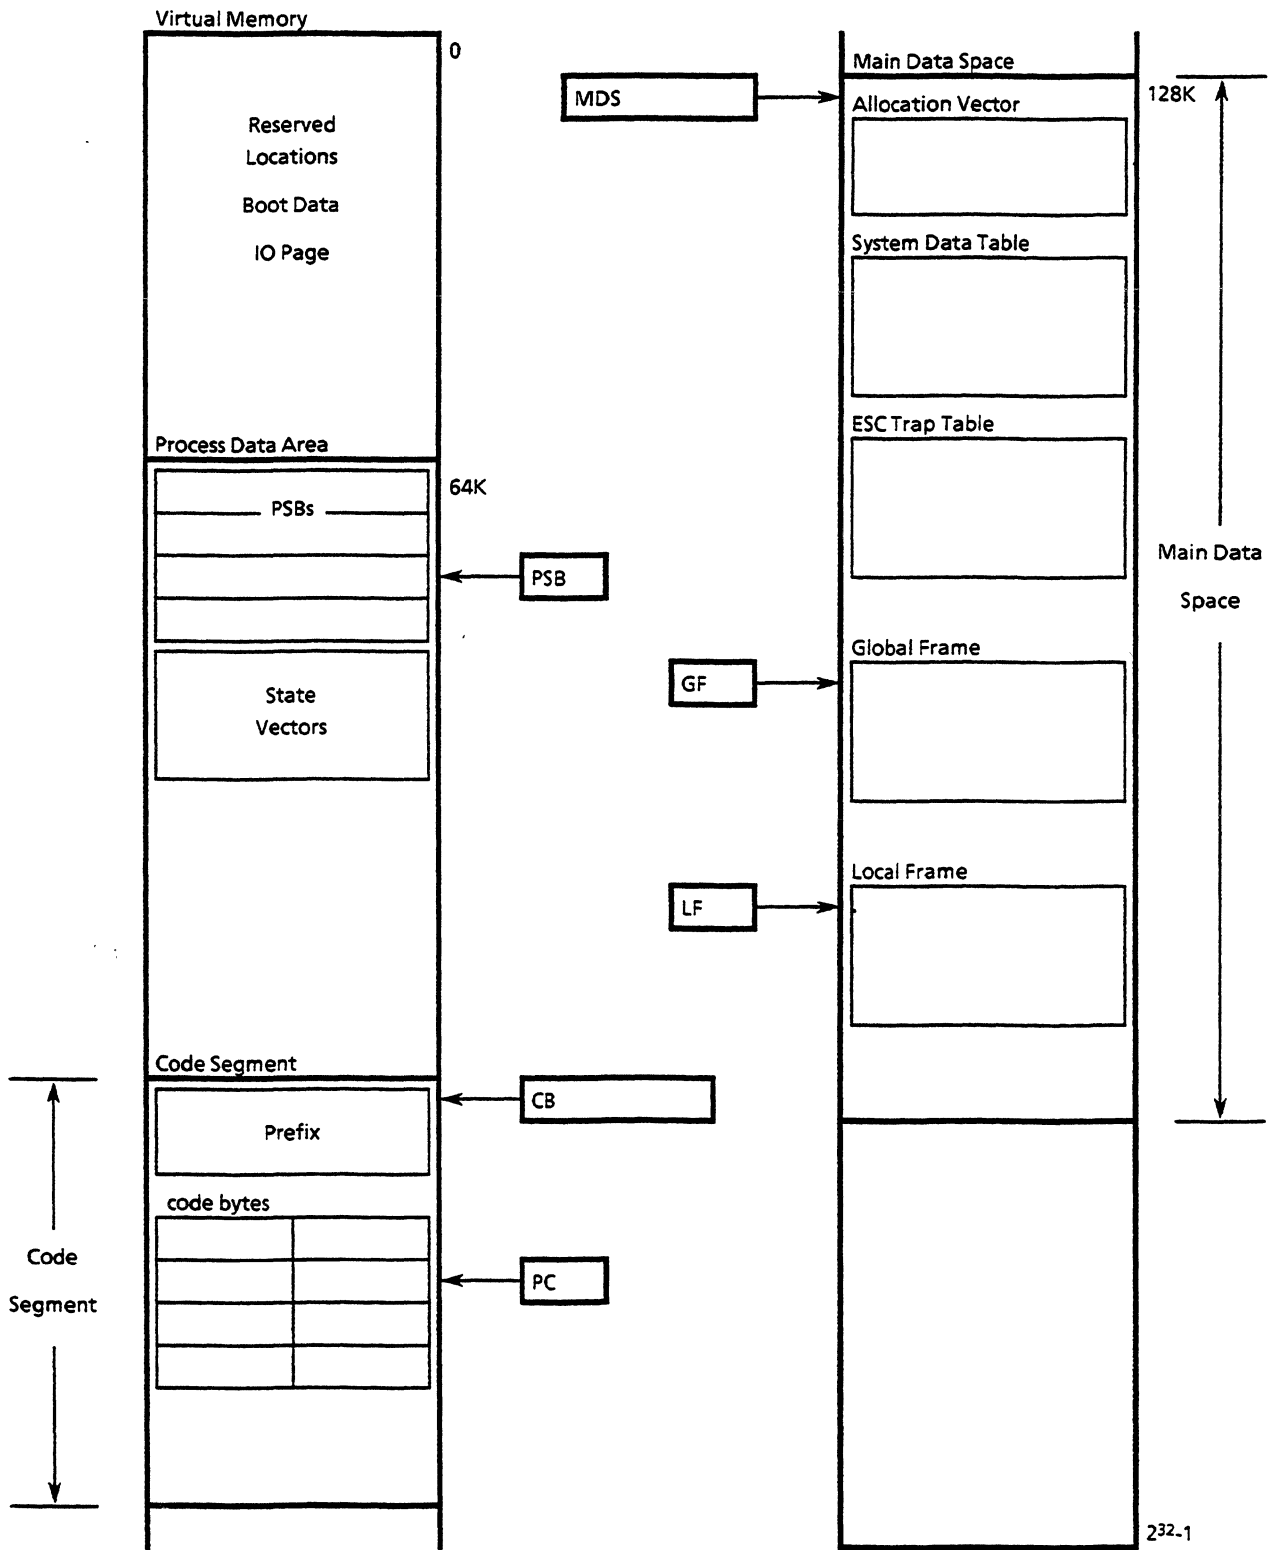 Virtual Memory
0
Reserved
Locations
Boot Data
IO Page
Process Data Area
64K
PSBs
PSB
State
Vectors
Code Segment
CB
Prefix
code bytes
PC
Code
Segment
Main Data Space
128K
MDS
Allocation Vector
System Data Table
ESC Trap Table
Main Data
Space
Global Frame
GF
Local Frame
LF
2³²-1